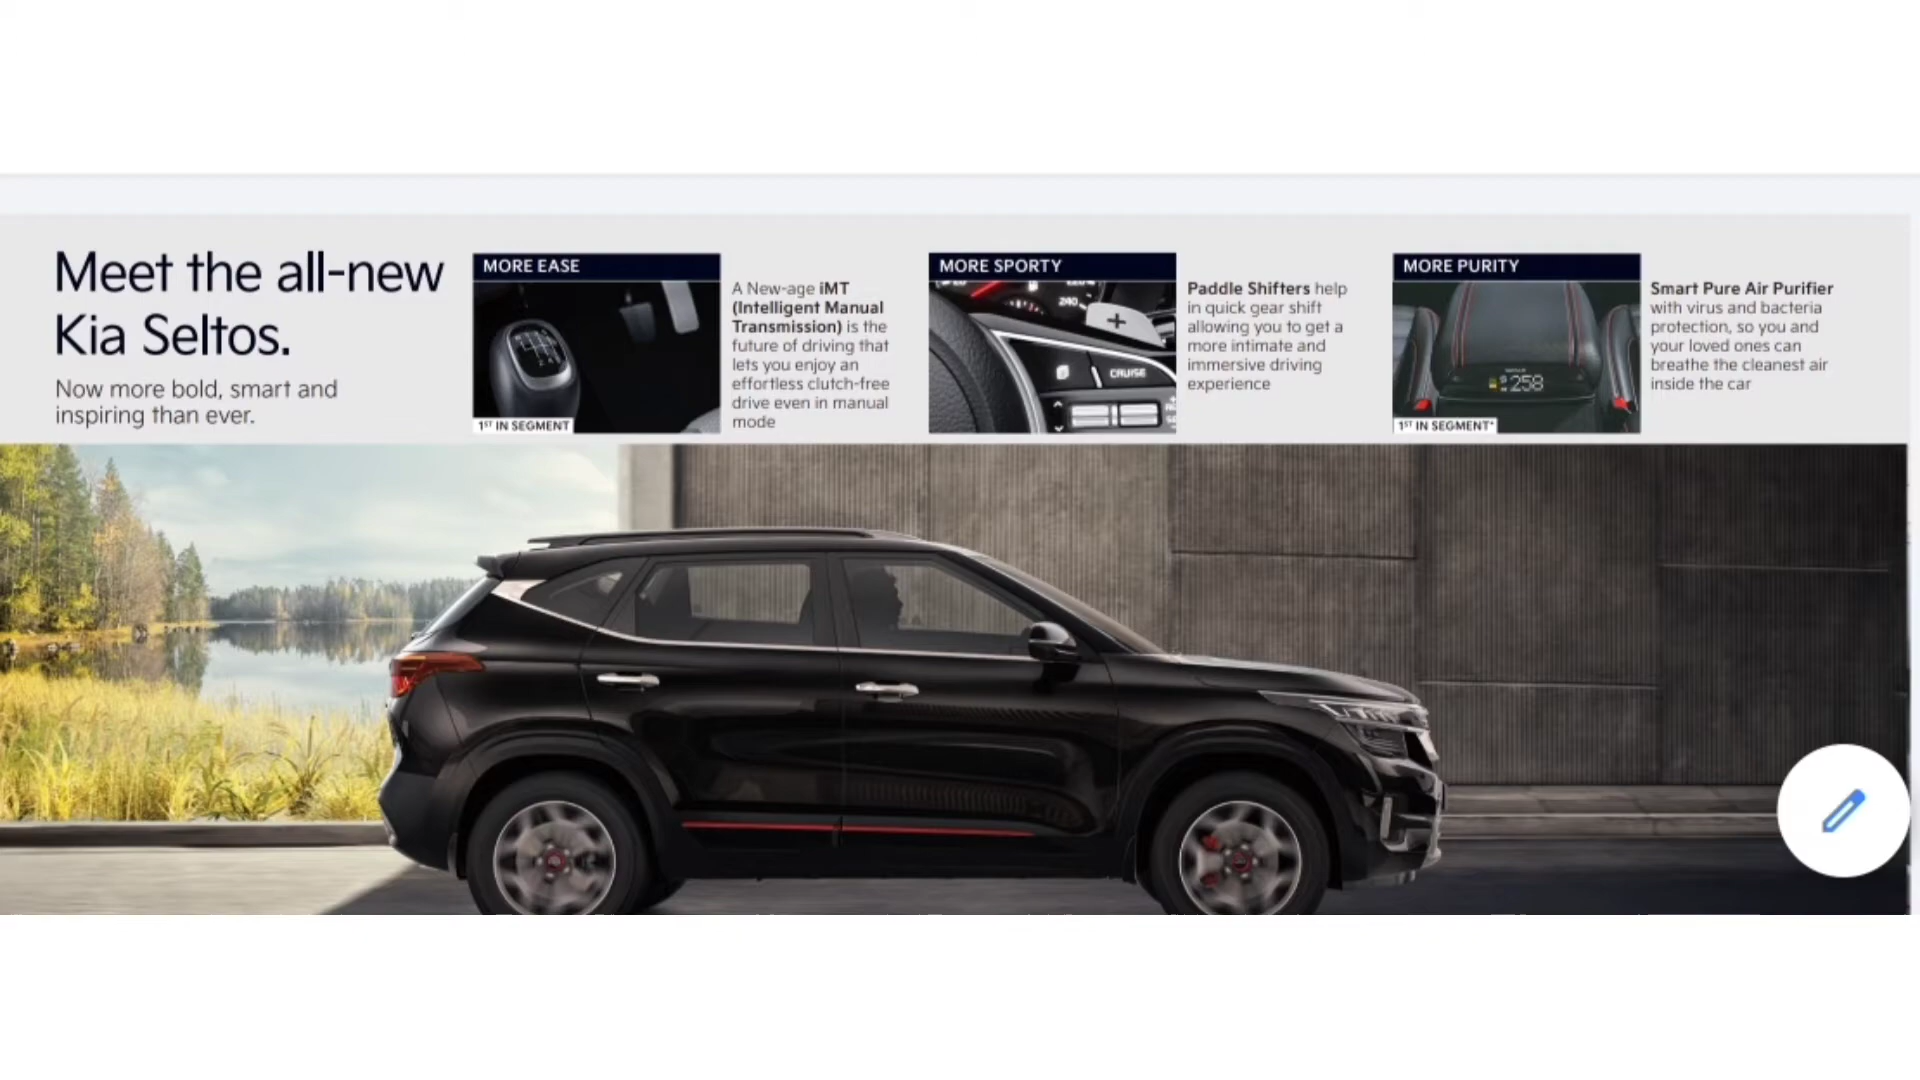 Meet the all-new
Kia Seltos.
Now more bold, smart and
inspiring than ever.
MORE EASE
1ST IN SEGMENT
A New-age iMT
(Intelligent Manual
Transmission) is the
future of driving that
lets you enjoy an
effortless clutch-free
drive even in manual
mode
MORE SPORTY
240
+
CRUISE
Paddle Shifters help
in quick gear shift
allowing you to get a
more intimate and
immersive driving
experience
MORE PURITY
258
1ST IN SEGMENT*
Smart Pure Air Purifier
with virus and bacteria
protection, so you and
your loved ones can
breathe the cleanest air
inside the car